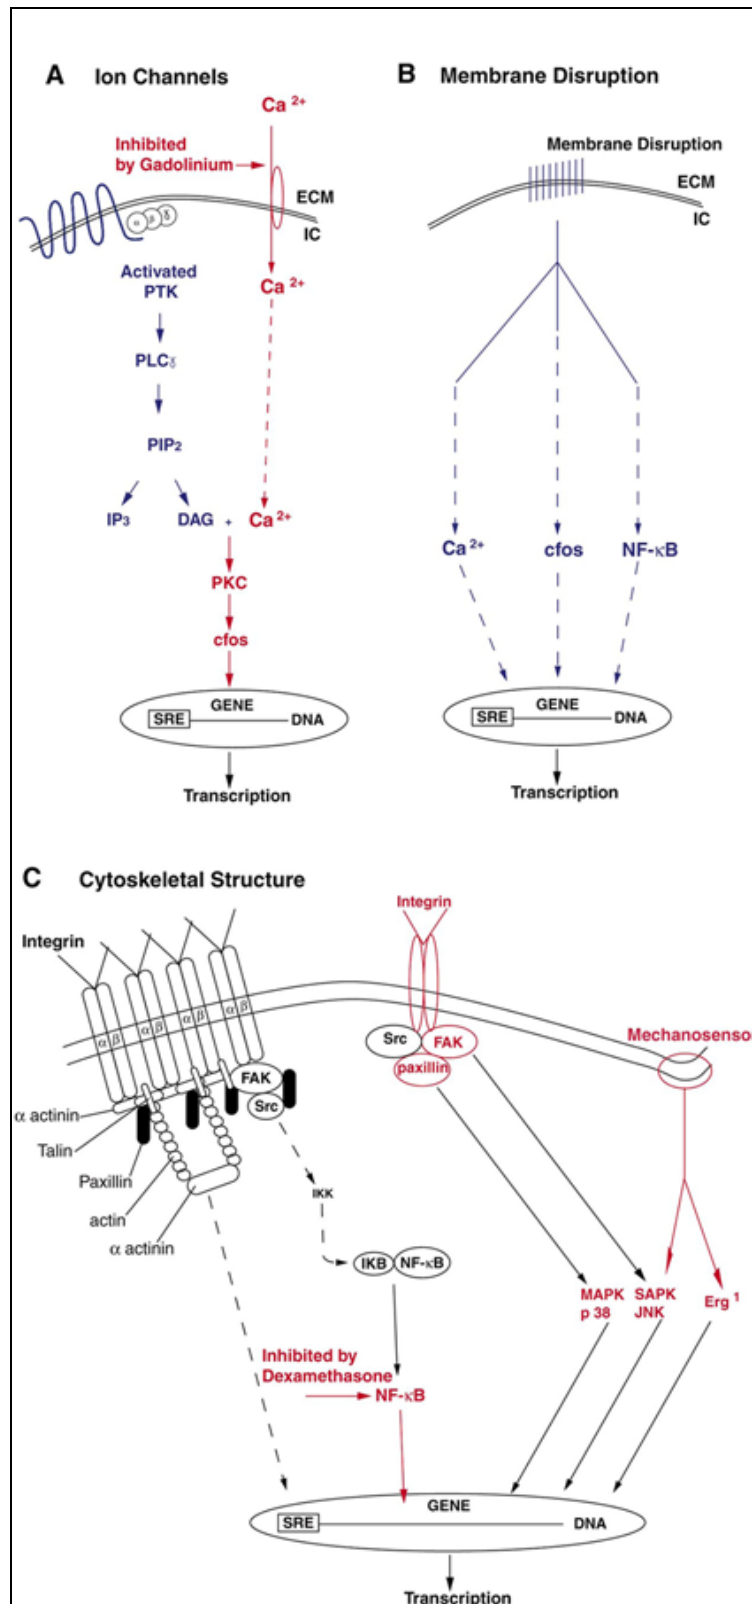 A Ion Channels
Ca 2+
Inhibited
by Gadolinium
ECM
IC
α β ४
Activated
PTK
Ca 2+
PLC४
PIP2
IP3
DAG + Ca 2+
PKC
cfos
GENE
SRE
DNA
Transcription
B Membrane Disruption
Membrane Disruption
ECM
IC
Ca 2+
cfos
NF-κB
GENE
SRE
DNA
Transcription
C Cytoskeletal Structure
Integrin
α β
α β
α β
α β
FAK
Src
α actinin
Talin
Paxillin
actin
α actinin
IKK
IKB
NF-κB
Inhibited by
Dexamethasone
NF-κB
Integrin
Src
FAK
paxillin
Mechanosenso
MAPK
p 38
SAPK
JNK
Erg 1
GENE
SRE
DNA
Transcription